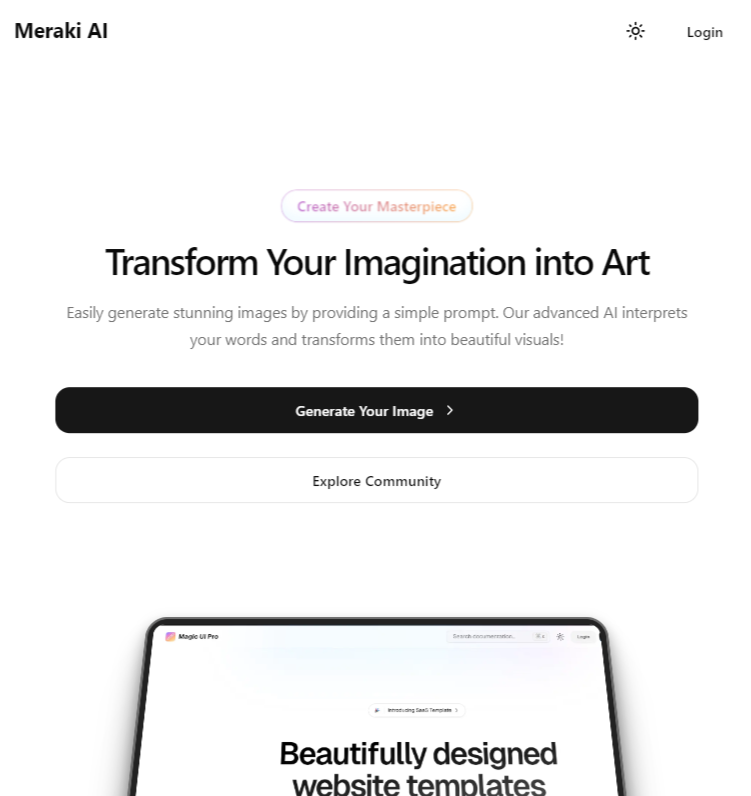 Meraki AI
Login
Create Your Masterpiece
Transform Your Imagination into Art
Easily generate stunning images by providing a simple prompt. Our advanced AI interprets
your words and transforms them into beautiful visuals!
Generate Your Image
Explore Community
Magic UI Pro
Search documentation...
Login
Introducing SaaS Template
Beautifully designed
website templates